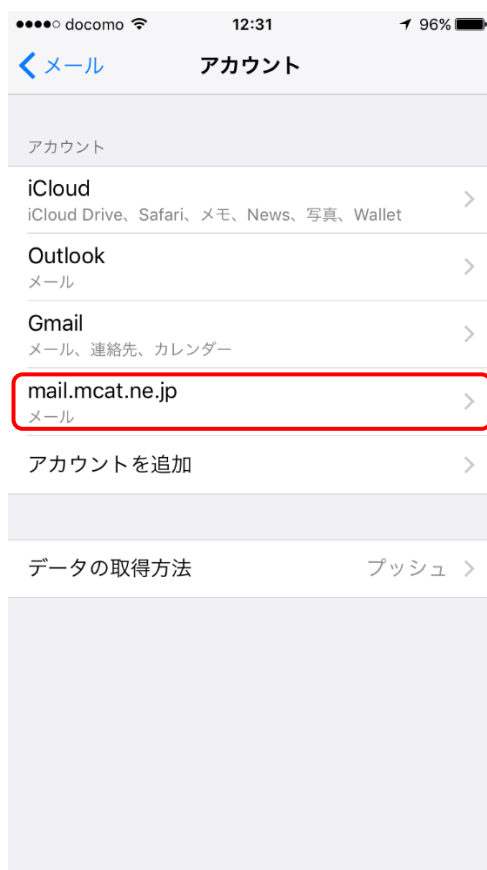 docomo 12:31 96%
メール アカウント
アカウント
iCloud
iCloud Drive、Safari、メモ、News、写真、Wallet
Outlook
メール
Gmail
メール、連絡先、カレンダー
mail.mcat.ne.jp
メール
アカウントを追加
データの取得方法 プッシュ